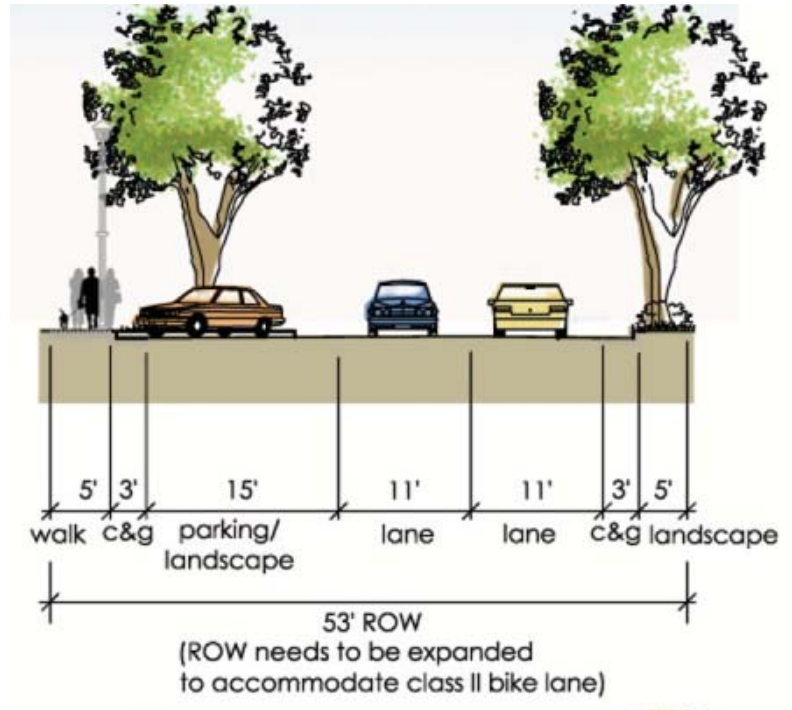 5' 3' 15' 11' 11' 3' 5'
walk c&g parking/ lane lane c&g landscape
landscape
53' ROW
(ROW needs to be expanded
to accommodate class II bike lane)